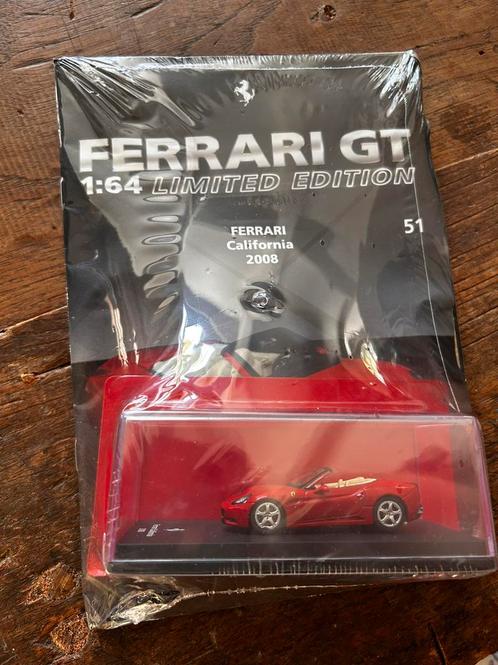 FERRARI GT
1:64 LIMITED EDITION
FERRARI
California
2008
51